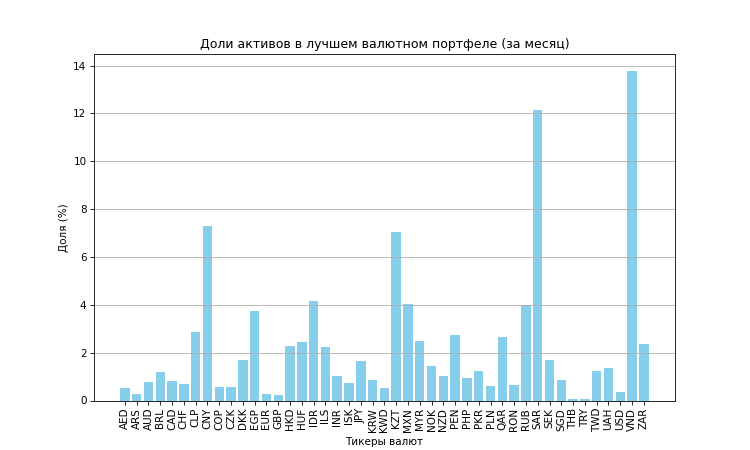 Доли активов в лучшем валютном портфеле (за месяц)
Доля (%)
14
12
10
8
6
4
2
0
AED ARS AUD BRL CAD CHF CLP CNY COP CZK DKK EGP EUR GBP HKD HUF IDR ILS INR ISK JPY KRW KWD KZT MXN MYR NOK NZD PEN PHP PKR PLN QAR RON RUB SAR SEK SGD THB TRY TWD UAH USD VND ZAR
Тикеры валют